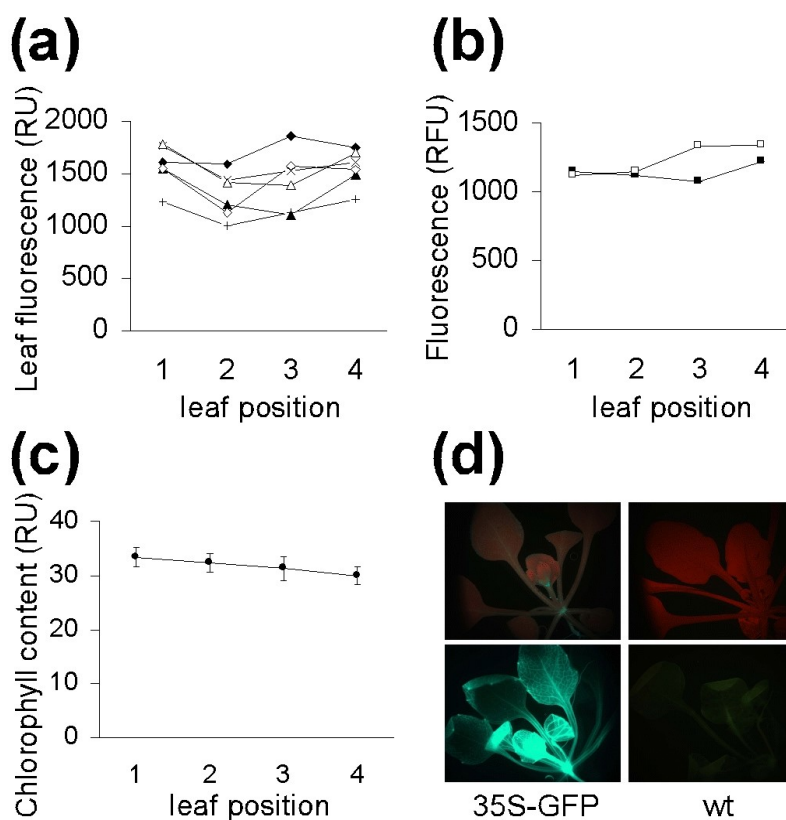 (a)
Leaf fluorescence (RU)
2000
1500
1000
500
0
1 2 3 4
leaf position
(b)
Fluorescence (RFU)
1500
1000
500
0
1 2 3 4
leaf position
(c)
Chlorophyll content (RU)
40
30
20
10
0
1 2 3 4
leaf position
(d)
35S-GFP wt